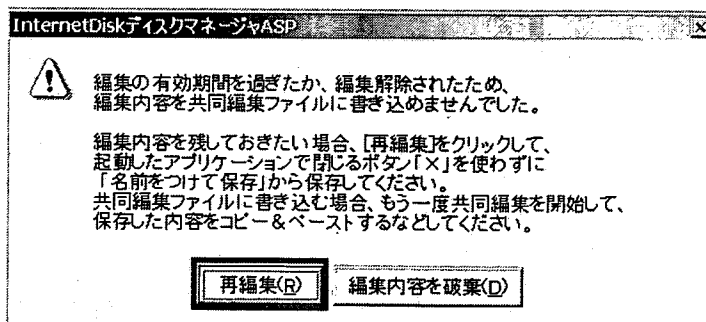 InternetDiskディスクマネージャASP
編集の有効期間を過ぎたか、編集解除されたため、
編集内容を共同編集ファイルに書き込めませんでした。
編集内容を残しておきたい場合、[再編集]をクリックして、
起動したアプリケーションで閉じるボタン「×」を使わずに
「名前をつけて保存」から保存してください。
共同編集ファイルに書き込む場合、もう一度共同編集を開始して、
保存した内容をコピー&ペーストするなどしてください。
再編集(R) 編集内容を破棄(D)